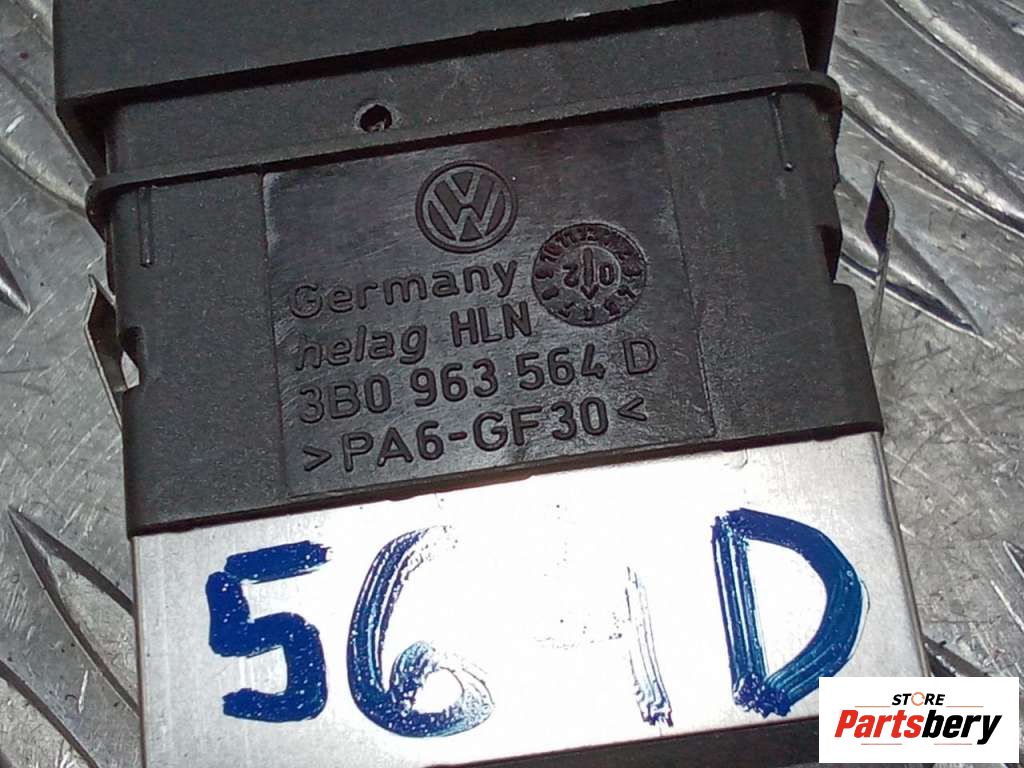 Germany
helag HLN
3B0 963 564 D
>PA6-GF30<
564D
STORE
Partsbery